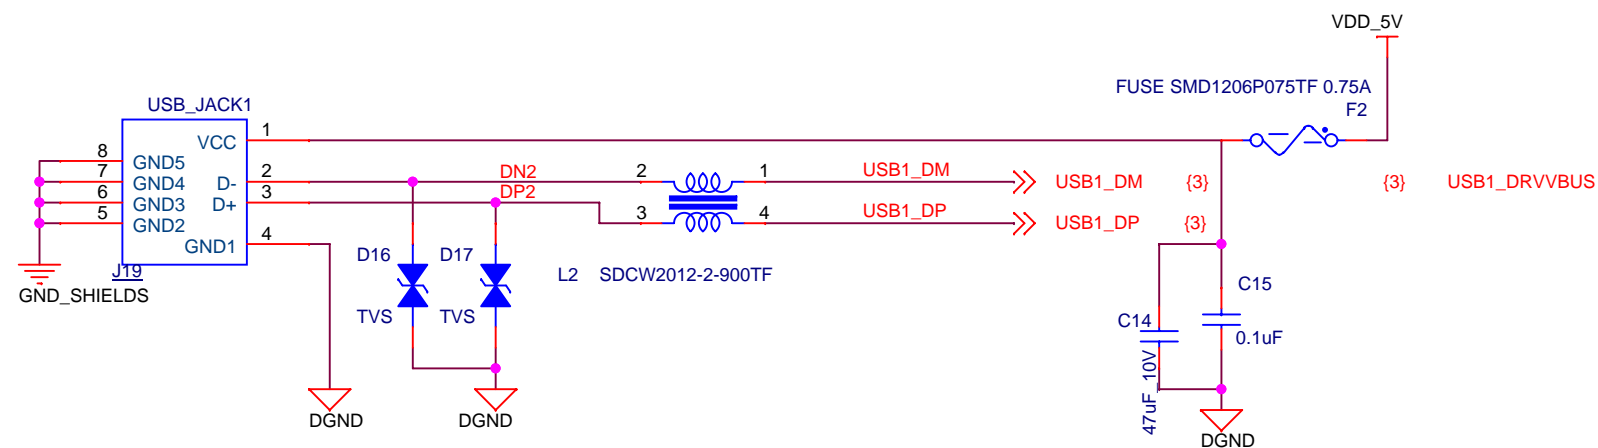 VDD_5V
FUSE SMD1206P075TF 0.75A
F2
USB_JACK1
VCC 1
8 GND5
7 GND4 D- 2 DN2 2 1 USB1_DM USB1_DM {3} {3} USB1_DRVVBUS
6 GND3 D+ 3 DP2
5 GND2 3 4 USB1_DP USB1_DP {3}
GND1 4
J19
GND_SHIELDS
D16 D17
L2 SDCW2012-2-900TF
TVS TVS
C15
C14
0.1uF
47uF_10V
DGND DGND
DGND